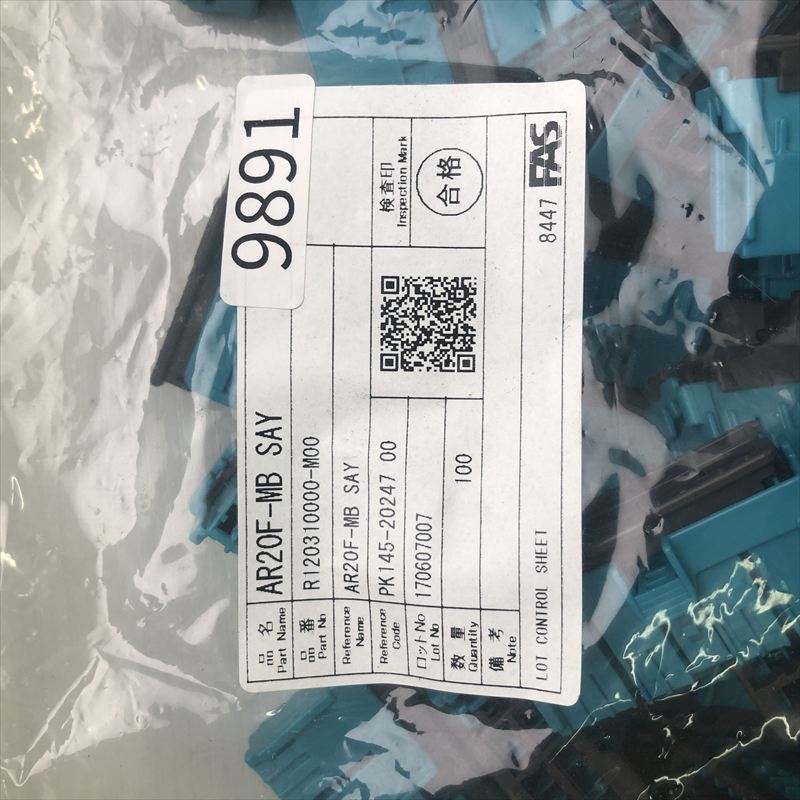 9891
品名 AR20F-MB SAY
Part Name
品番 R120310000-M00
Part No
検査印
Inspection Mark
合格
Reference Name AR20F-MB SAY
Reference Code PK145-20247 00
ロットNo 170607007
Lot No
数量 100
Quantity
備考
Note
LOT CONTROL SHEET 8447 FAS